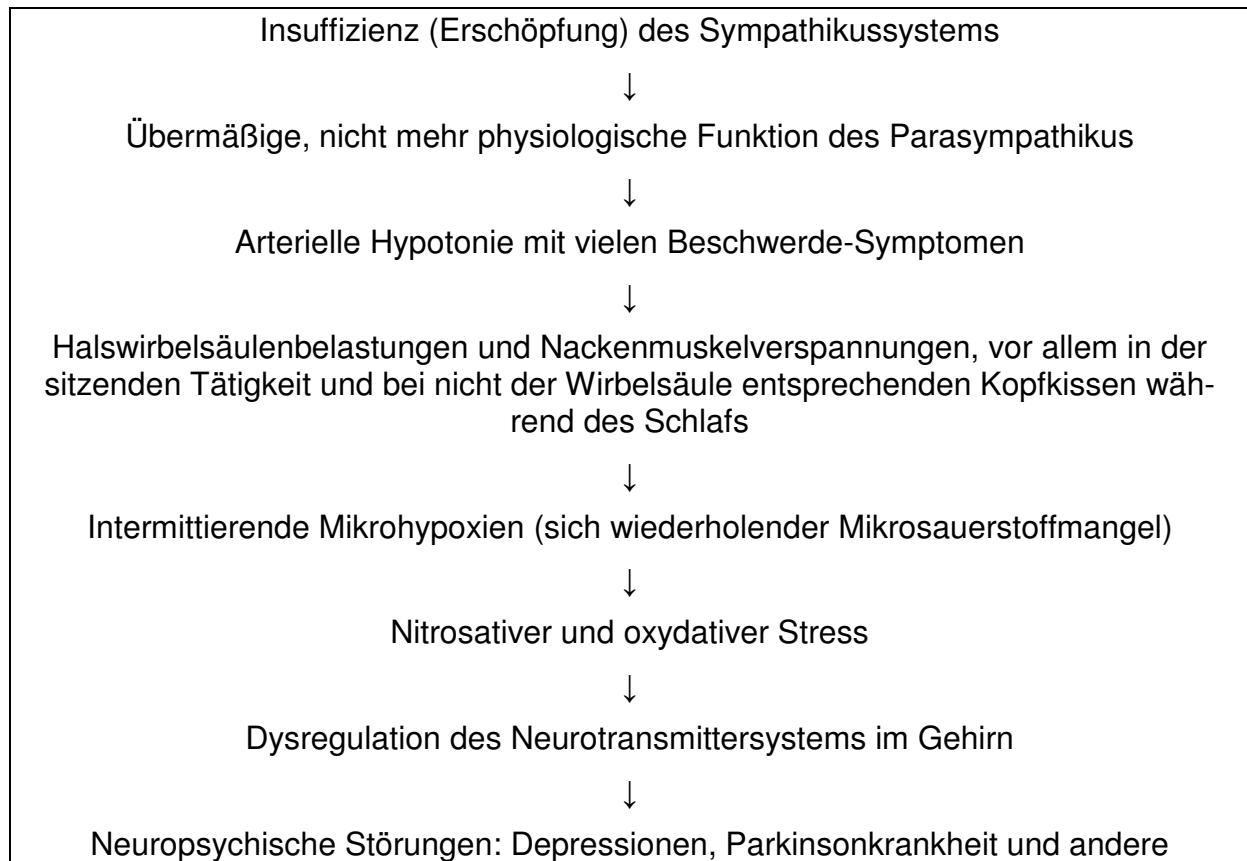 Insuffizienz (Erschöpfung) des Sympathikussystems
↓
Übermäßige, nicht mehr physiologische Funktion des Parasympathikus
↓
Arterielle Hypotonie mit vielen Beschwerde-Symptomen
↓
Halswirbelsäulenbelastungen und Nackenmuskelverspannungen, vor allem in der
sitzenden Tätigkeit und bei nicht der Wirbelsäule entsprechenden Kopfkissen wäh-
rend des Schlafs
↓
Intermittierende Mikrohypoxien (sich wiederholender Mikrosauerstoffmangel)
↓
Nitrosativer und oxydativer Stress
↓
Dysregulation des Neurotransmittersystems im Gehirn
↓
Neuropsychische Störungen: Depressionen, Parkinsonkrankheit und andere